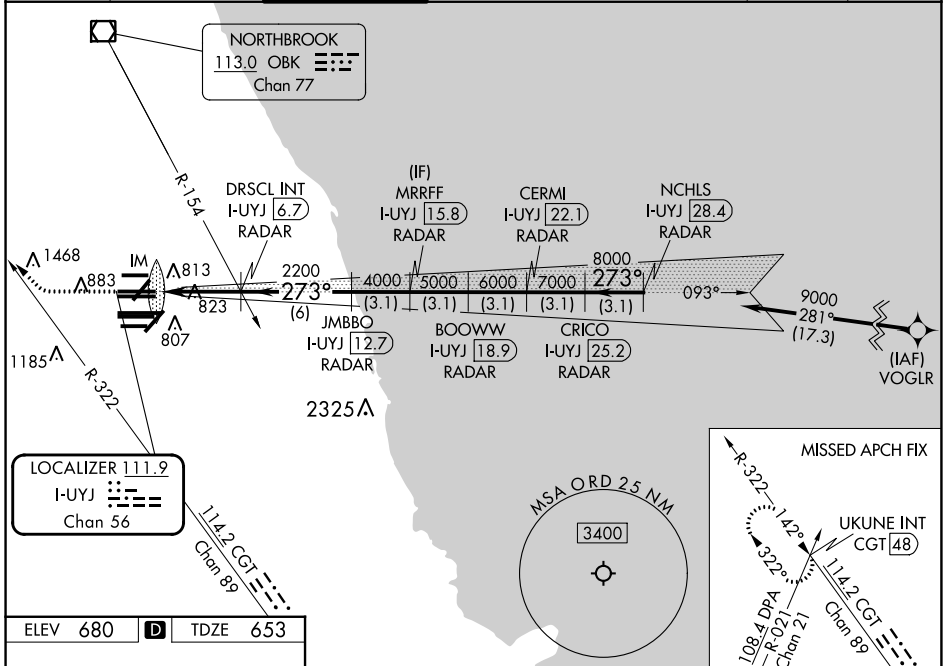 NORTHBROOK
113.0 OBK
Chan 77
R-154
DRSCL INT
I-UYJ 6.7
RADAR
(IF)
MRRFF
I-UYJ 15.8
RADAR
CERMI
I-UYJ 22.1
RADAR
NCHLS
I-UYJ 28.4
RADAR
1468
883
IM
813
823
807
1185
2200
273°
(6)
4000
(3.1)
5000
(3.1)
6000
(3.1)
7000
(3.1)
8000
273°
(3.1)
093°
9000
281°
(17.3)
(IAF)
VOGLR
JMBBO
I-UYJ 12.7
RADAR
BOOWW
I-UYJ 18.9
RADAR
CRICO
I-UYJ 25.2
RADAR
2325
R-322
LOCALIZER 111.9
I-UYJ
Chan 56
114.2 CGT
Chan 89
MSA ORD 25 NM
3400
MISSED APCH FIX
R-322
142°
322°
UKUNE INT
CGT 48
114.2 CGT
Chan 89
108.4 DPA
R-021
Chan 21
ELEV 680 D TDZE 653